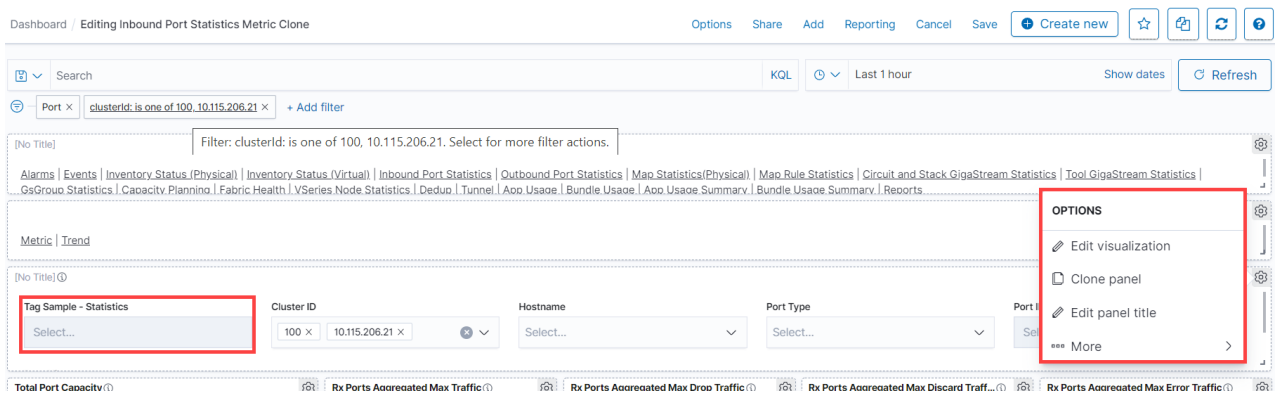 Dashboard / Editing Inbound Port Statistics Metric Clone Options Share Add Reporting Cancel Save Create new
Search KQL Last 1 hour Show dates Refresh
Port × clusterId: is one of 100, 10.115.206.21 × + Add filter
Filter: clusterId: is one of 100, 10.115.206.21. Select for more filter actions.
[No Title]
Alarms | Events | Inventory Status (Physical) | Inventory Status (Virtual) | Inbound Port Statistics | Outbound Port Statistics | Map Statistics(Physical) | Map Rule Statistics | Circuit and Stack GigaStream Statistics | Tool GigaStream Statistics |
GsGroup Statistics | Capacity Planning | Fabric Health | VSeries Node Statistics | Dedup | Tunnel | App Usage | Bundle Usage | App Usage Summary | Bundle Usage Summary | Reports
OPTIONS
Edit visualization
Clone panel
Edit panel title
More
Metric | Trend
[No Title]
Tag Sample - Statistics Cluster ID Hostname Port Type
Select... 100 × 10.115.206.21 × Select... Select...
Total Port Capacity Rx Ports Aggregated Max Traffic Rx Ports Aggregated Max Drop Traffic Rx Ports Aggregated Max Discard Traff... Rx Ports Aggregated Max Error Traffic